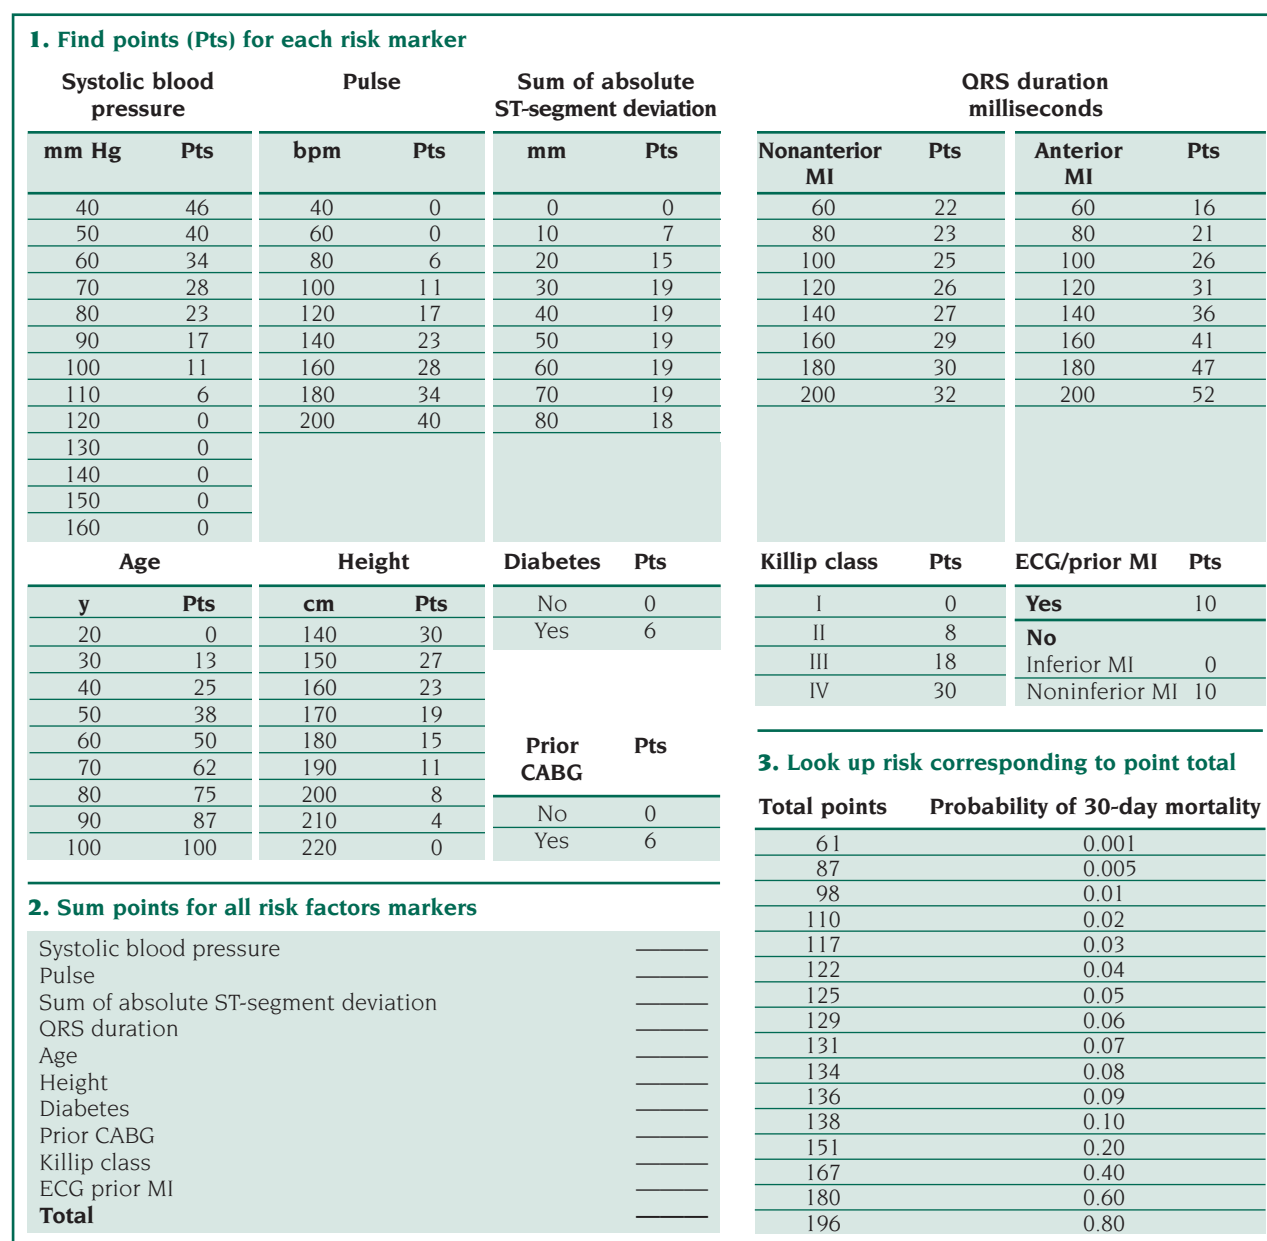 1. Find points (Pts) for each risk marker
Systolic blood pressure
mm Hg Pts
40 46
50 40
60 34
70 28
80 23
90 17
100 11
110 6
120 0
130 0
140 0
150 0
160 0
Pulse
bpm Pts
40 0
60 0
80 6
100 11
120 17
140 23
160 28
180 34
200 40
Sum of absolute
ST-segment deviation
mm Pts
0 0
10 7
20 15
30 19
40 19
50 19
60 19
70 19
80 18
QRS duration
milliseconds
Nonanterior MI Pts
60 22
80 23
100 25
120 26
140 27
160 29
180 30
200 32
Anterior MI Pts
60 16
80 21
100 26
120 31
140 36
160 41
180 47
200 52
Age
y Pts
20 0
30 13
40 25
50 38
60 50
70 62
80 75
90 87
100 100
Height
cm Pts
140 30
150 27
160 23
170 19
180 15
190 11
200 8
210 4
220 0
Diabetes Pts
No 0
Yes 6
Prior CABG Pts
No 0
Yes 6
Killip class Pts
I 0
II 8
III 18
IV 30
ECG/prior MI Pts
Yes 10
No
Inferior MI 0
Noninferior MI 10
2. Sum points for all risk factors markers
Systolic blood pressure
Pulse
Sum of absolute ST-segment deviation
QRS duration
Age
Height
Diabetes
Prior CABG
Killip class
ECG prior MI
Total
3. Look up risk corresponding to point total
Total points Probability of 30-day mortality
61 0.001
87 0.005
98 0.01
110 0.02
117 0.03
122 0.04
125 0.05
129 0.06
131 0.07
134 0.08
136 0.09
138 0.10
151 0.20
167 0.40
180 0.60
196 0.80